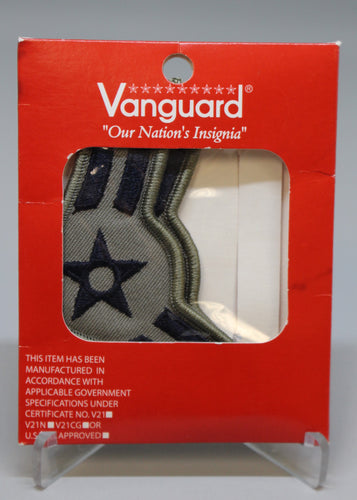 Vanguard®
"Our Nation's Insignia"
THIS ITEM HAS BEEN
MANUFACTURED IN
ACCORDANCE WITH
APPLICABLE GOVERNMENT
SPECIFICATIONS UNDER
CERTIFICATE NO. V21■
V21N■ V21CG■ OR
APPROVED■